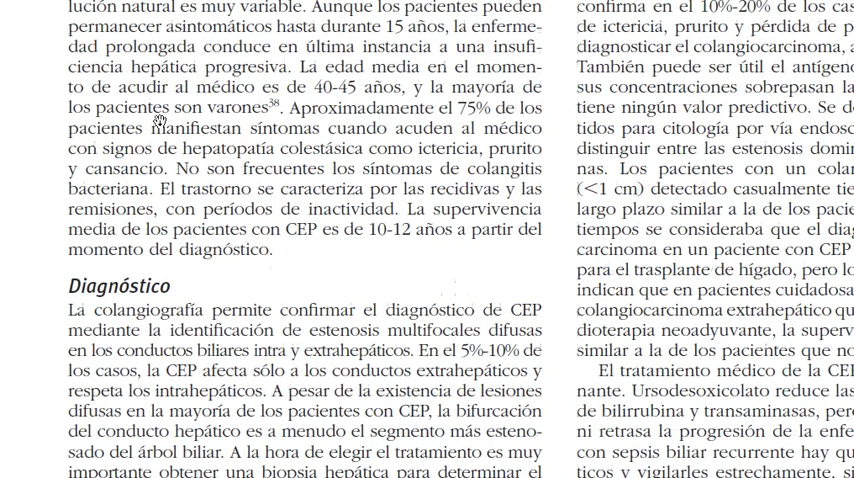 lución natural es muy variable. Aunque los pacientes pueden
permanecer asintomáticos hasta durante 15 años, la enferme-
dad prolongada conduce en última instancia a una insufi-
ciencia hepática progresiva. La edad media en el momen-
to de acudir al médico es de 40-45 años, y la mayoría de
los pacientes son varones³⁸. Aproximadamente el 75% de los
pacientes manifiestan síntomas cuando acuden al médico
con signos de hepatopatía colestásica como ictericia, prurito
y cansancio. No son frecuentes los síntomas de colangitis
bacteriana. El trastorno se caracteriza por las recidivas y las
remisiones, con períodos de inactividad. La supervivencia
media de los pacientes con CEP es de 10-12 años a partir del
momento del diagnóstico.
Diagnóstico
La colangiografía permite confirmar el diagnóstico de CEP
mediante la identificación de estenosis multifocales difusas
en los conductos biliares intra y extrahepáticos. En el 5%-10% de
los casos, la CEP afecta sólo a los conductos extrahepáticos y
respeta los intrahepáticos. A pesar de la existencia de lesiones
difusas en la mayoría de los pacientes con CEP, la bifurcación
del conducto hepático es a menudo el segmento más esteno-
sado del árbol biliar. A la hora de elegir el tratamiento es muy
importante obtener una biopsia hepática para determinar el
confirma en el 10%-20% de los cas
de ictericia, prurito y pérdida de p
diagnosticar el colangiocarcinoma, a
También puede ser útil el antígeno
sus concentraciones sobrepasan la
tiene ningún valor predictivo. Se d
tidos para citología por vía endosc
distinguir entre las estenosis domin
nas. Los pacientes con un colan
(<1 cm) detectado casualmente tie
largo plazo similar a la de los pacie
tiempos se consideraba que el diag
carcinoma en un paciente con CEP
para el trasplante de hígado, pero lo
indican que en pacientes cuidadosa
colangiocarcinoma extrahepático qu
dioterapia neoadyuvante, la superv
similar a la de los pacientes que no
El tratamiento médico de la CEP
nante. Ursodesoxicolato reduce las
de bilirrubina y transaminasas, pero
ni retrasa la progresión de la enfe
con sepsis biliar recurrente hay qu
ticos y vigilarles estrechamente, si